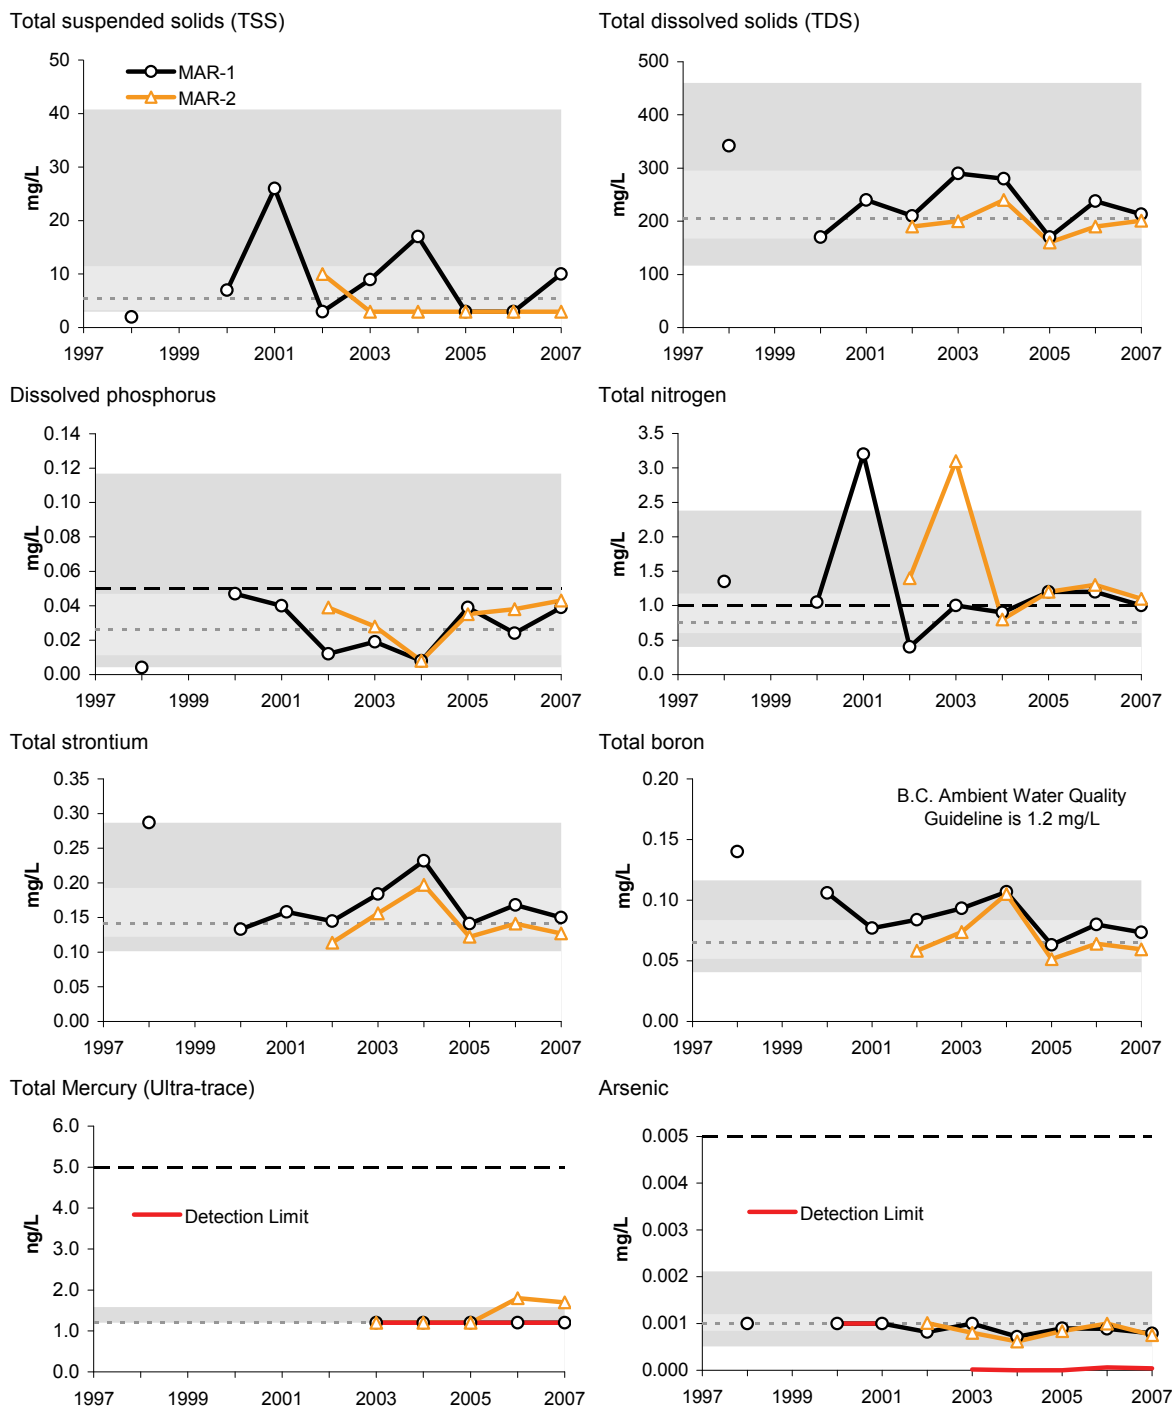 Total suspended solids (TSS)
50
40
30
20
10
0
mg/L
MAR-1
MAR-2
1997 1999 2001 2003 2005 2007
Total dissolved solids (TDS)
500
400
300
200
100
0
mg/L
1997 1999 2001 2003 2005 2007
Dissolved phosphorus
0.14
0.12
0.10
0.08
0.06
0.04
0.02
0.00
mg/L
1997 1999 2001 2003 2005 2007
Total nitrogen
3.5
3.0
2.5
2.0
1.5
1.0
0.5
0.0
mg/L
1997 1999 2001 2003 2005 2007
Total strontium
0.35
0.30
0.25
0.20
0.15
0.10
0.05
0.00
mg/L
1997 1999 2001 2003 2005 2007
Total boron
0.20
0.15
0.10
0.05
0.00
mg/L
B.C. Ambient Water Quality
Guideline is 1.2 mg/L
1997 1999 2001 2003 2005 2007
Total Mercury (Ultra-trace)
6.0
5.0
4.0
3.0
2.0
1.0
0.0
ng/L
Detection Limit
1997 1999 2001 2003 2005 2007
Arsenic
0.005
0.004
0.003
0.002
0.001
0.000
mg/L
Detection Limit
1997 1999 2001 2003 2005 2007